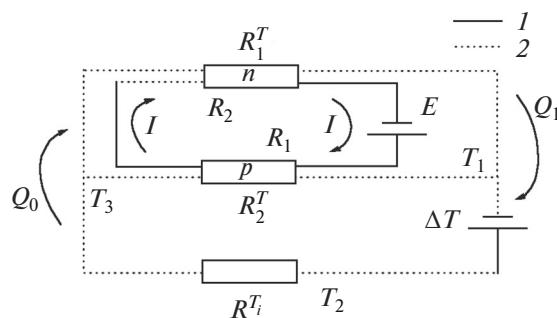 1
2
R_1^T
n
R_2
I
I
E
Q_1
R_1
p
T_1
Q_0
T_3
R_2^T
ΔT
R^{T_i}
T_2